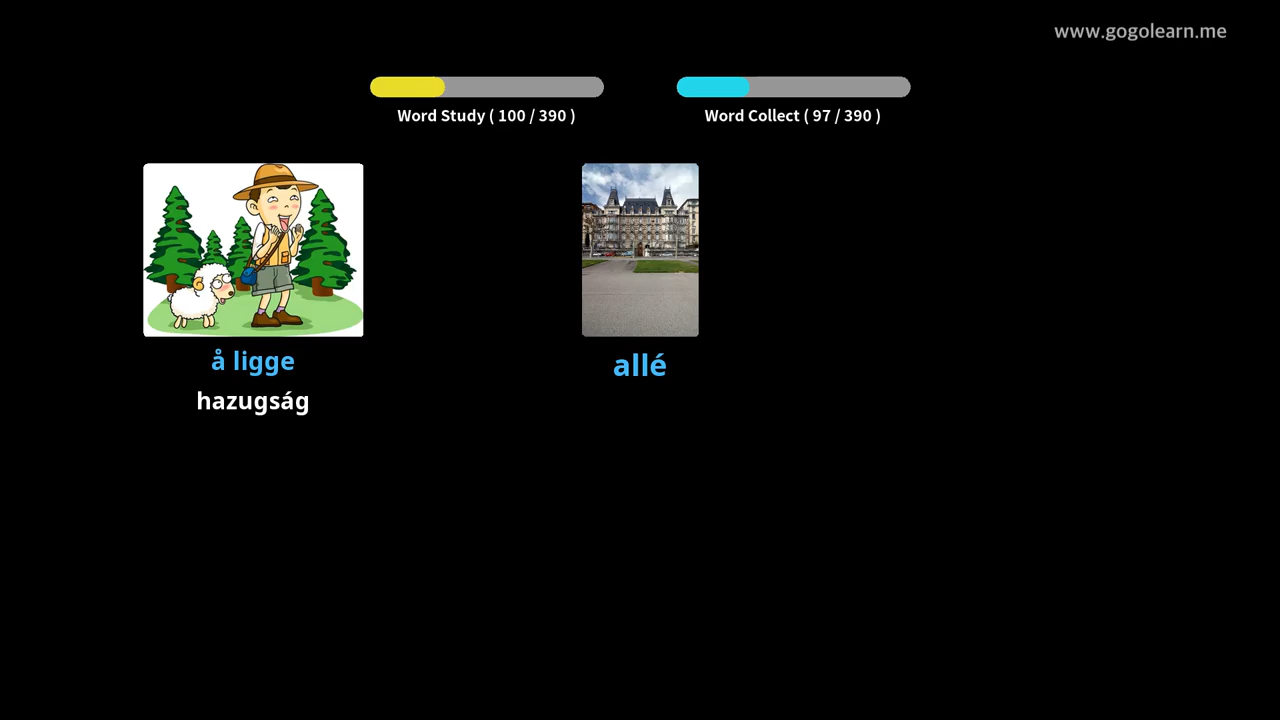 www.gogolearn.me
Word Study ( 100 / 390 )
Word Collect ( 97 / 390 )
å ligge
hazugság
allé